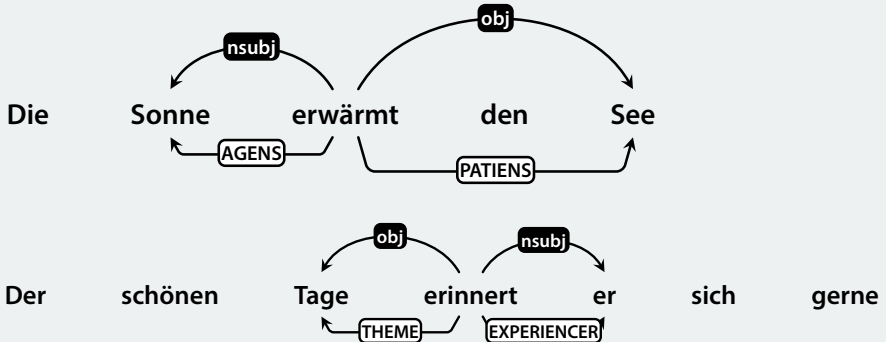 obj
nsubj
Die Sonne erwärmt den See
AGENS
PATIENS
obj nsubj
Der schönen Tage erinnert er sich gerne
THEME EXPERIENCER